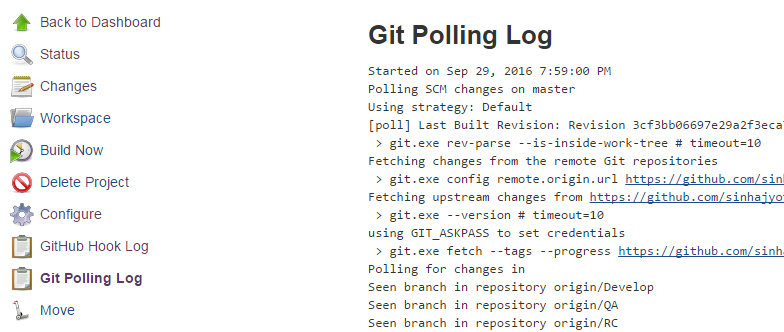 Back to Dashboard
Status
Changes
Workspace
Build Now
Delete Project
Configure
GitHub Hook Log
Git Polling Log
Move
Git Polling Log
Started on Sep 29, 2016 7:59:00 PM
Polling SCM changes on master
Using strategy: Default
[poll] Last Built Revision: Revision 3cf3bb06697e29a2f3eca
> git.exe rev-parse --is-inside-work-tree # timeout=10
Fetching changes from the remote Git repositories
> git.exe config remote.origin.url https://github.com/sinh
Fetching upstream changes from https://github.com/sinhajyo
> git.exe --version # timeout=10
using GIT_ASKPASS to set credentials
> git.exe fetch --tags --progress https://github.com/sinha
Polling for changes in
Seen branch in repository origin/Develop
Seen branch in repository origin/QA
Seen branch in repository origin/RC